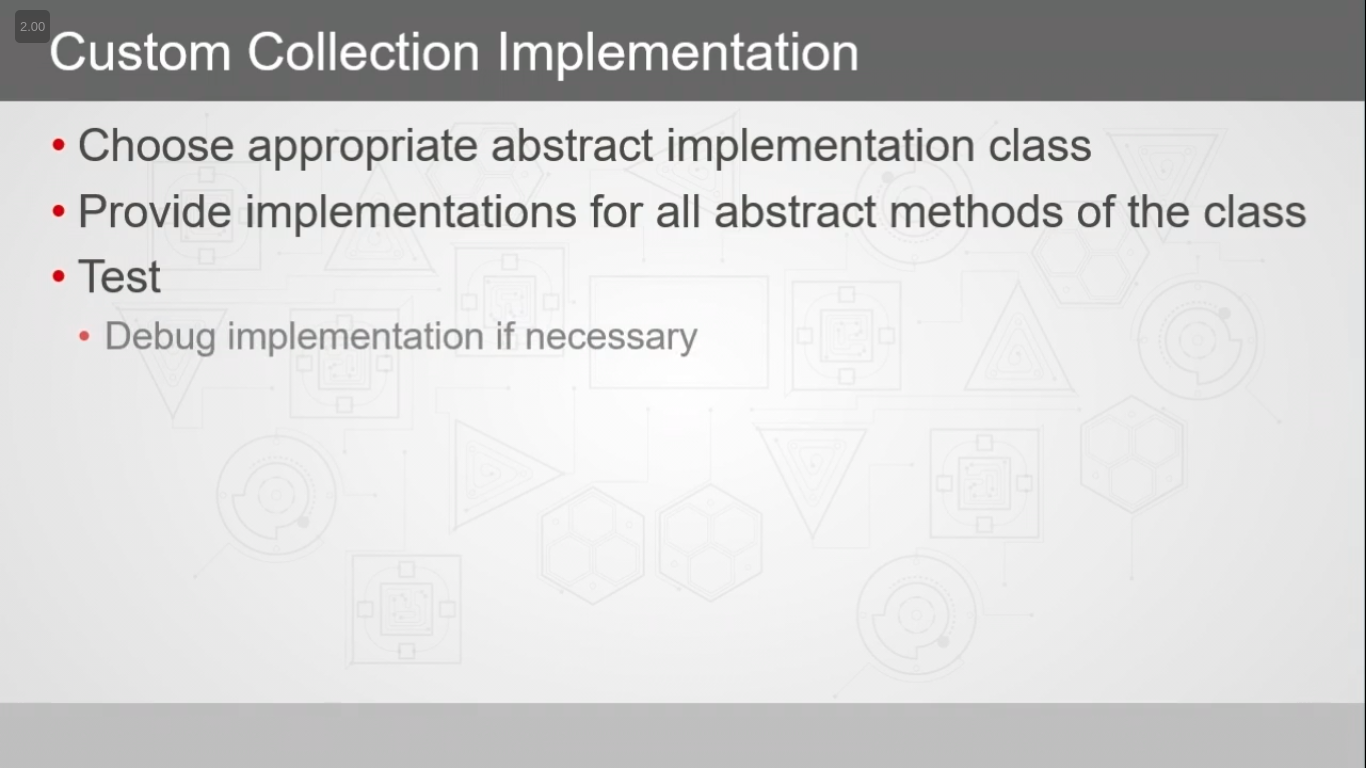 2.00
Custom Collection Implementation
• Choose appropriate abstract implementation class
• Provide implementations for all abstract methods of the class
• Test
• Debug implementation if necessary